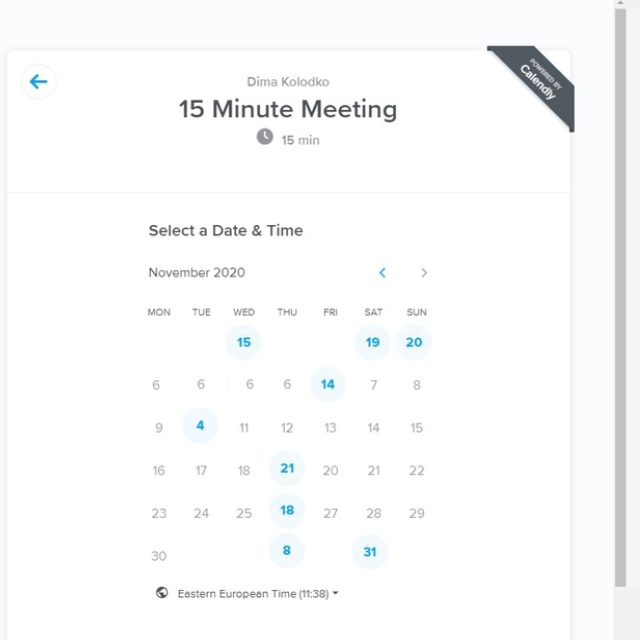 Dima Kolodko
15 Minute Meeting
15 min
POWERED BY
Calendly
Select a Date & Time
November 2020
MON TUE WED THU FRI SAT SUN
15 19 20
6 6 6 6 14 7 8
9 4 11 12 13 14 15
16 17 18 21 20 21 22
23 24 25 18 27 28 29
30 8 31
Eastern European Time (11:38)